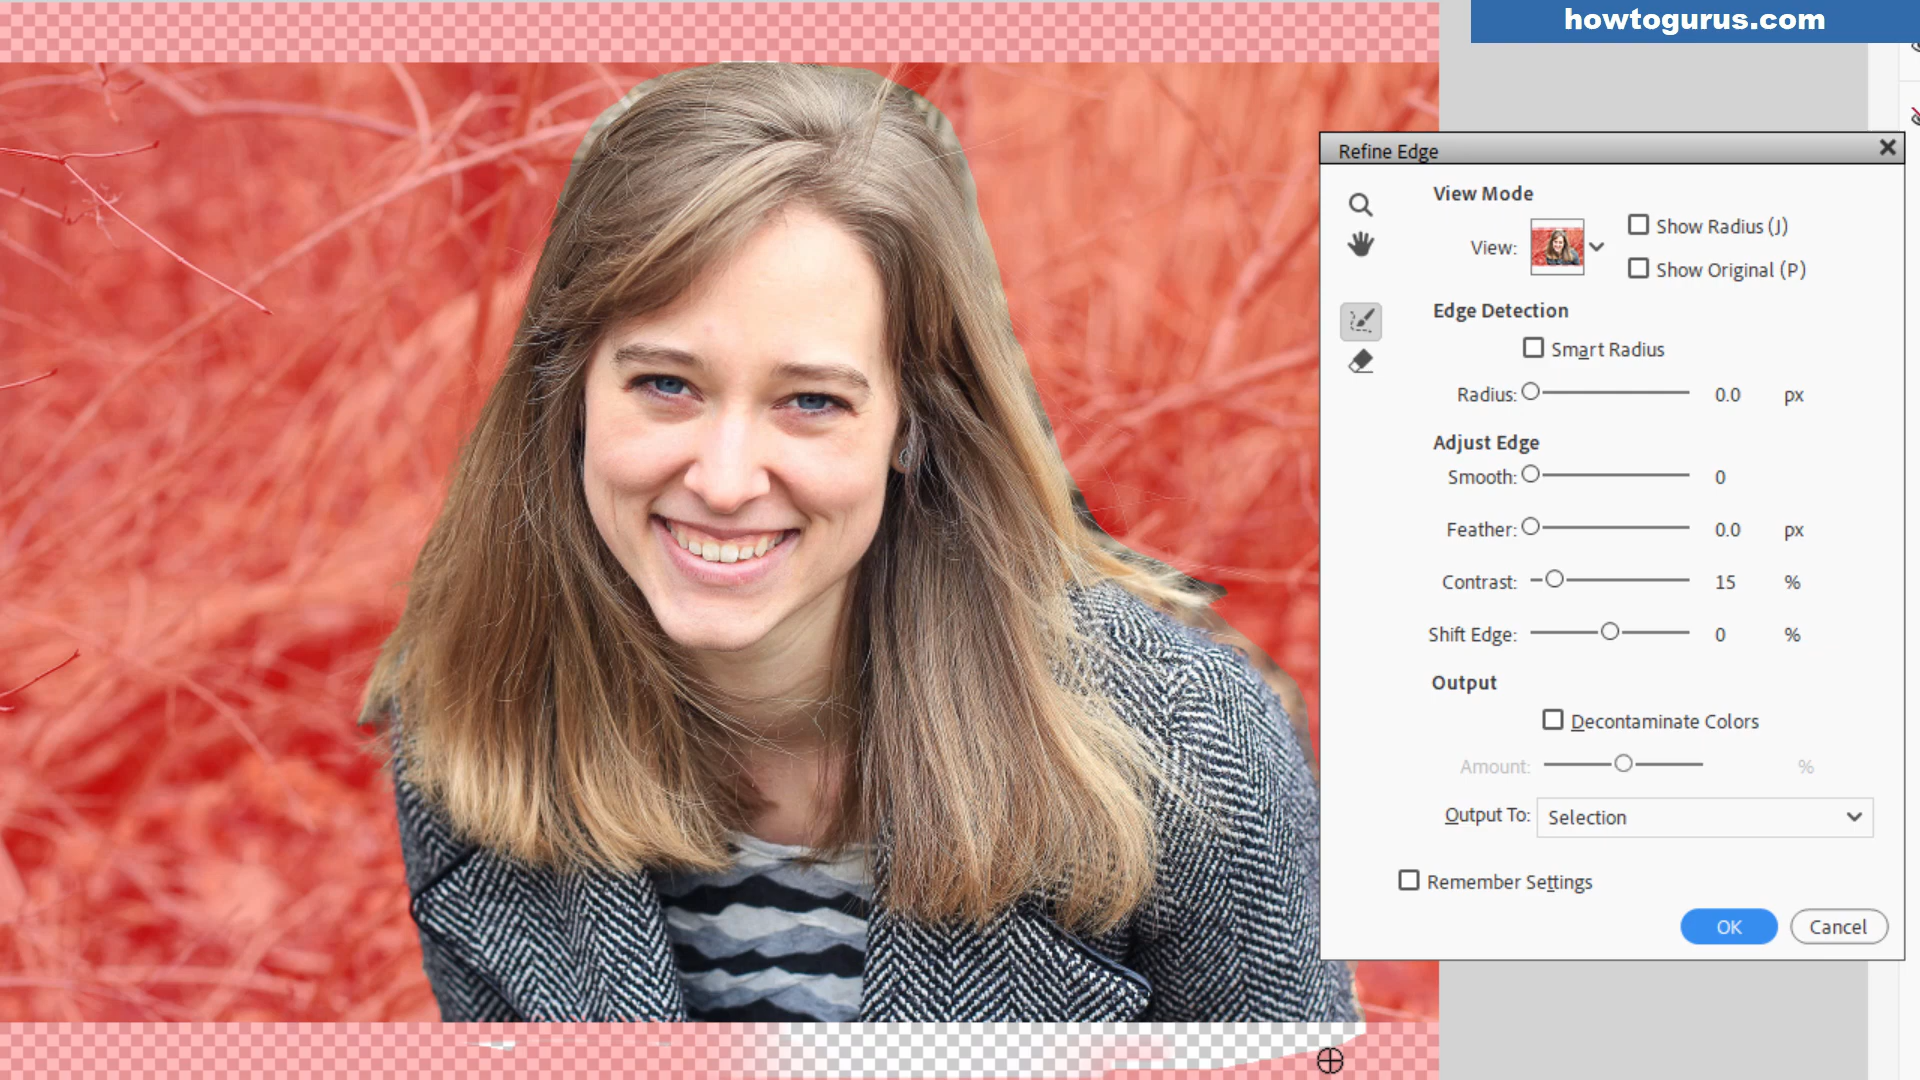 howtogurus.com
Refine Edge
View Mode
View:
Show Radius (J)
Show Original (P)
Edge Detection
Smart Radius
Radius: 0.0 px
Adjust Edge
Smooth: 0
Feather: 0.0 px
Contrast: 15 %
Shift Edge: 0 %
Output
Decontaminate Colors
Amount: %
Output To: Selection
Remember Settings
OK Cancel